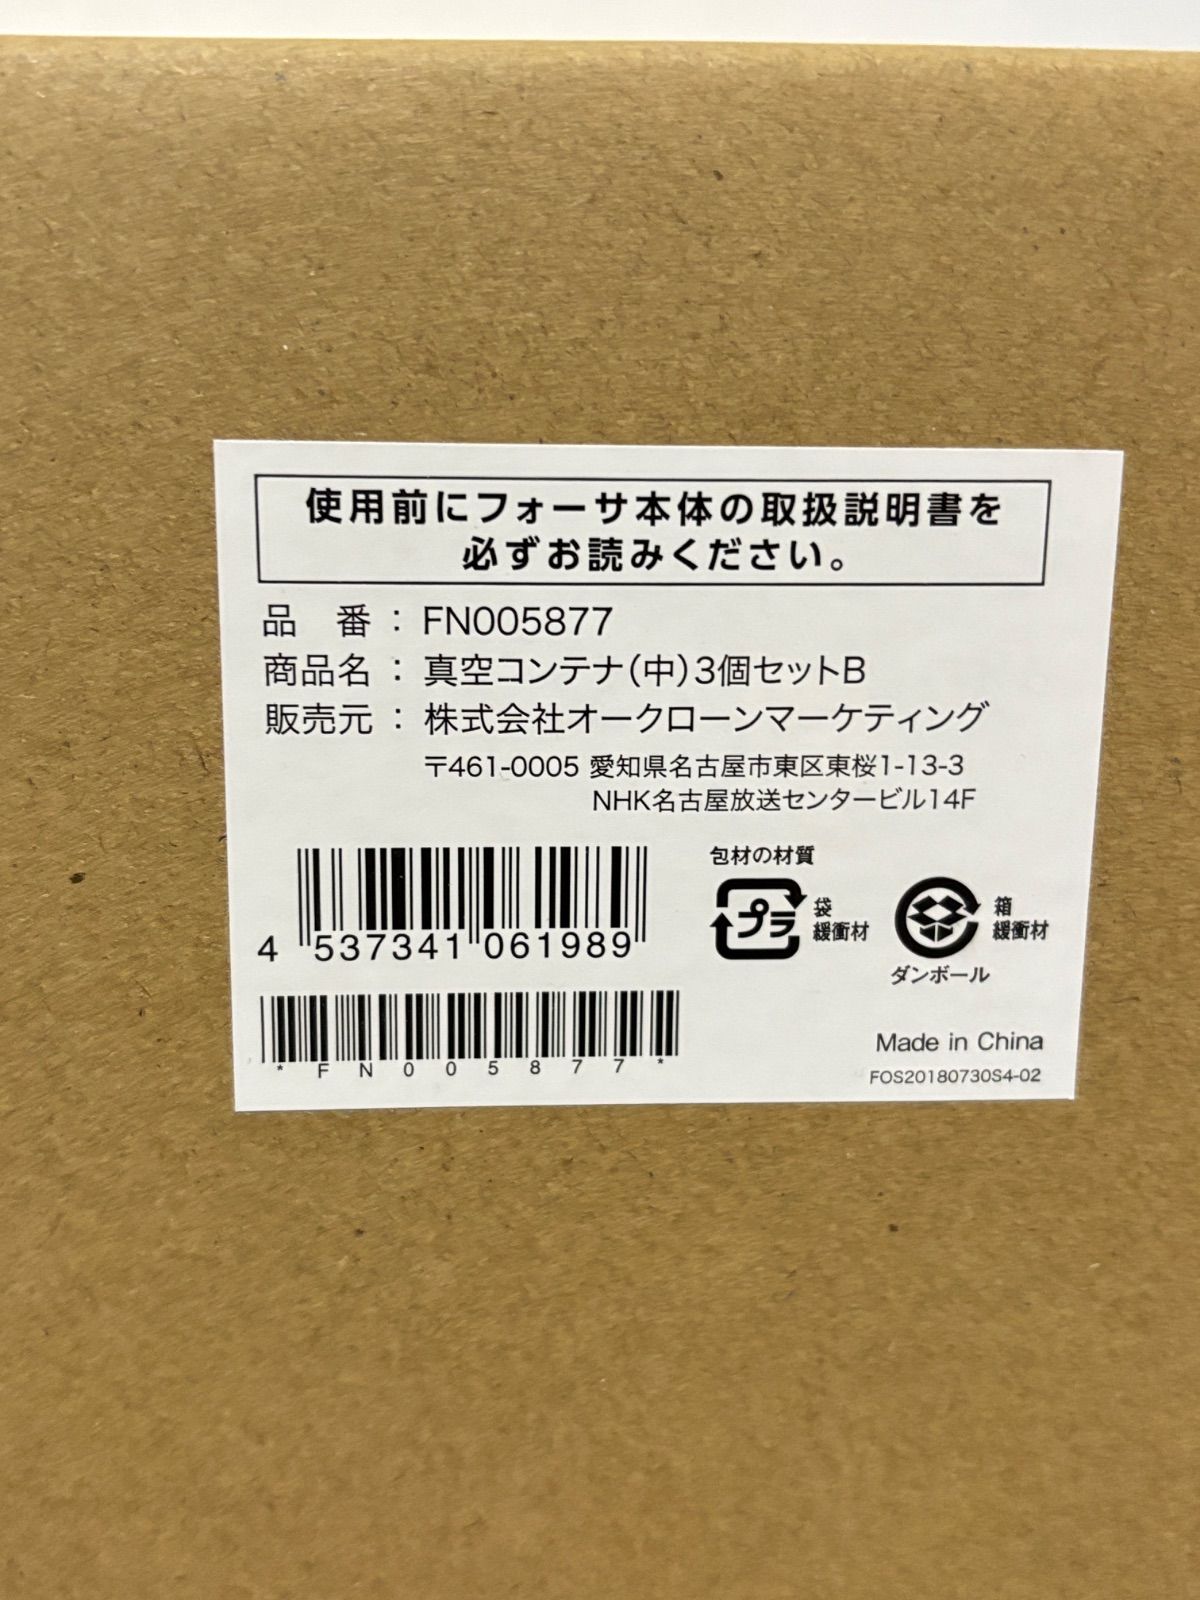 使用前にフォーサ本体の取扱説明書を
必ずお読みください。
品　番 ： FN005877
商品名 ： 真空コンテナ(中)3個セットB
販売元 ： 株式会社オークローンマーケティング
〒461-0005 愛知県名古屋市東区東桜1-13-3
NHK名古屋放送センタービル14F
4 537341 061989
*FN005877*
包材の材質
プラ 袋
緩衝材
箱
緩衝材
ダンボール
Made in China
FOS20180730S4-02